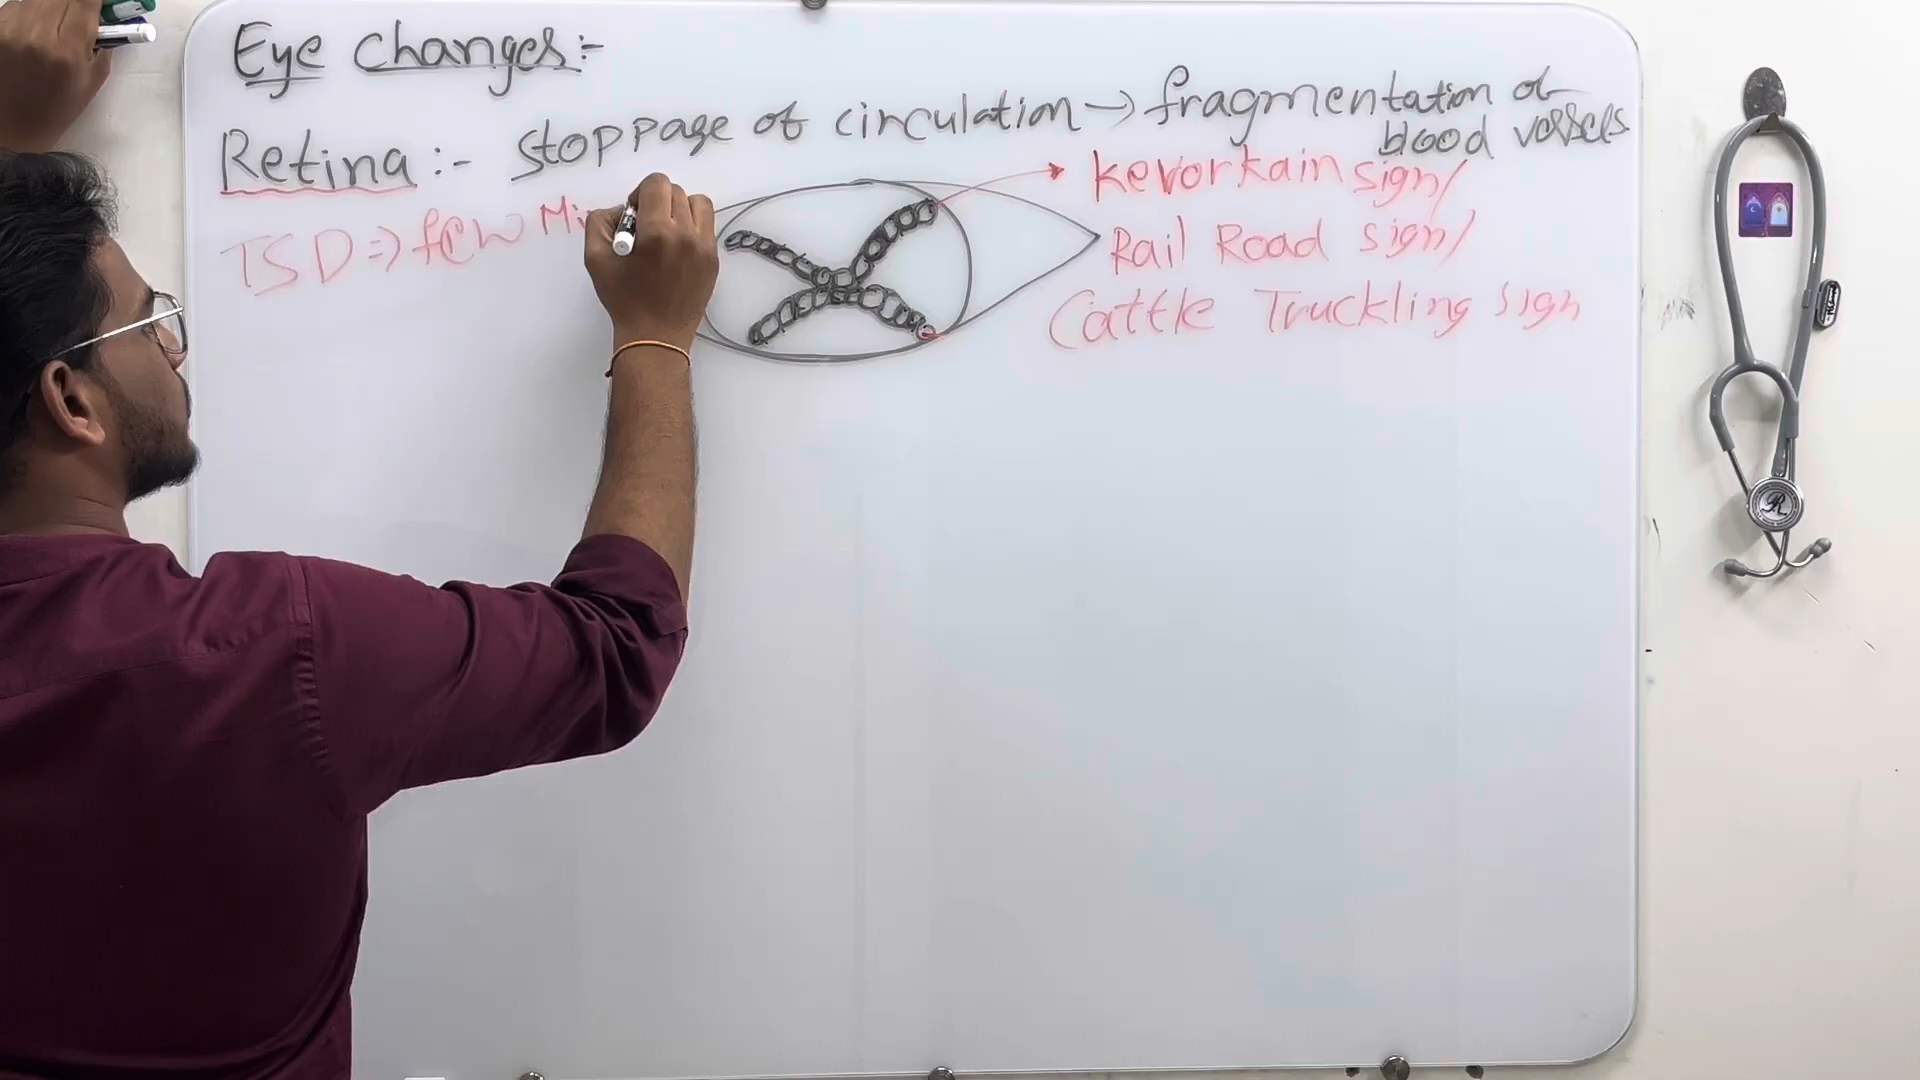 Eye Changes:-
Retina:- Stoppage of circulation → fragmentation of
blood vessels
TSD ⇒ few Mi
Kevorkain sign/
Rail Road sign/
Cattle Truckling sign